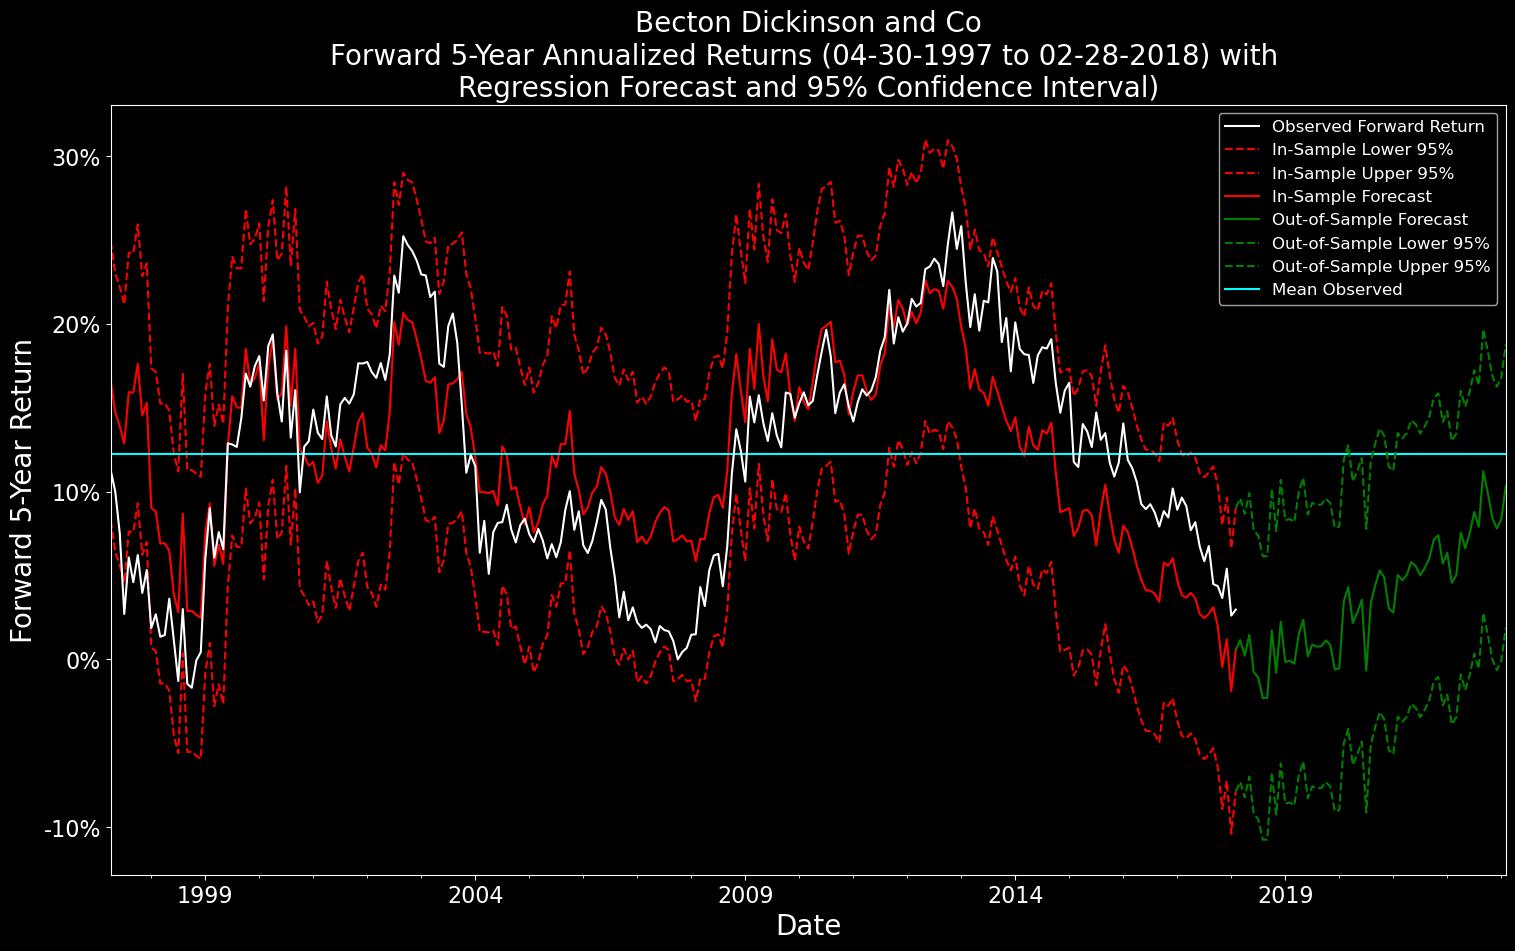 Becton Dickinson and Co
Forward 5-Year Annualized Returns (04-30-1997 to 02-28-2018) with
Regression Forecast and 95% Confidence Interval)
Observed Forward Return
In-Sample Lower 95%
In-Sample Upper 95%
In-Sample Forecast
Out-of-Sample Forecast
Out-of-Sample Lower 95%
Out-of-Sample Upper 95%
Mean Observed
Forward 5-Year Return
30%
20%
10%
0%
-10%
1999
2004
2009
2014
2019
Date